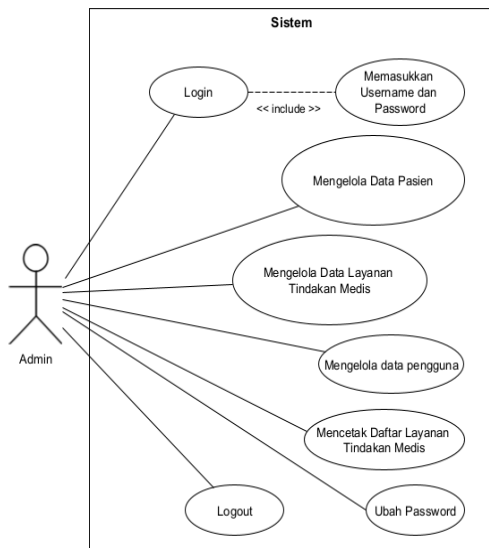 Sistem
Login
<< include >>
Memasukkan
Username dan
Password
Mengelola Data Pasien
Mengelola Data Layanan
Tindakan Medis
Admin
Mengelola data pengguna
Mencetak Daftar Layanan
Tindakan Medis
Logout
Ubah Password